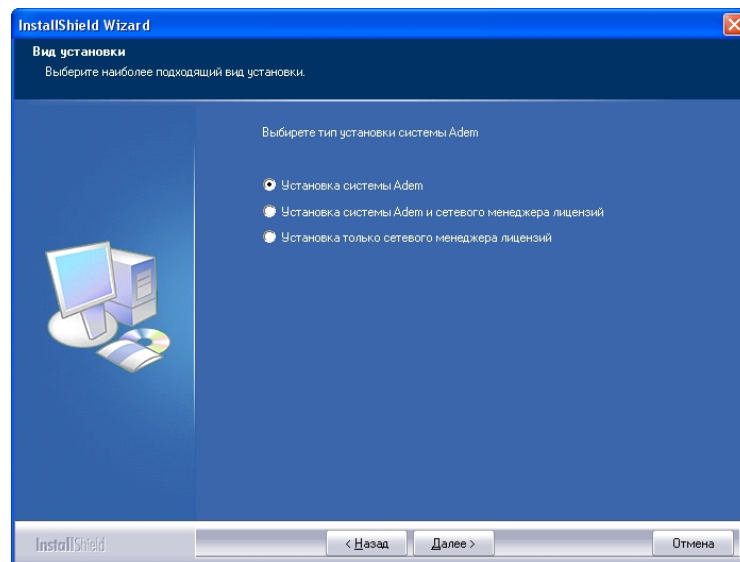 InstallShield Wizard
Вид установки
Выберите наиболее подходящий вид установки.
Выбирете тип установки системы Adem
Установка системы Adem
Установка системы Adem и сетевого менеджера лицензий
Установка только сетевого менеджера лицензий
InstallShield
< Назад
Далее >
Отмена